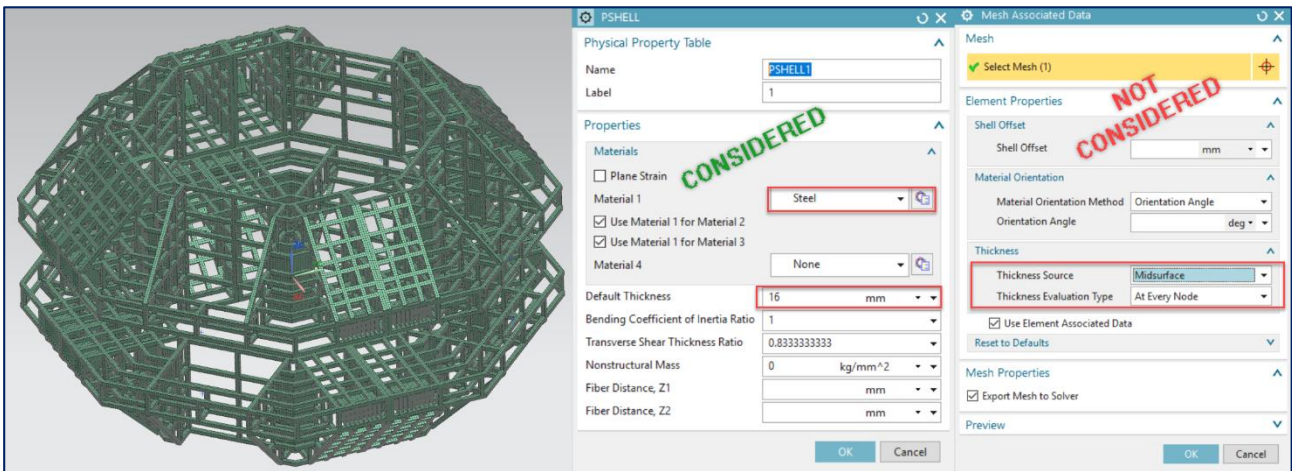 PSHELL
Physical Property Table
Name PSHELL1
Label 1
Properties
Materials
Plane Strain
Material 1 Steel
Use Material 1 for Material 2
Use Material 1 for Material 3
Material 4 None
Default Thickness 16 mm
Bending Coefficient of Inertia Ratio 1
Transverse Shear Thickness Ratio 0.8333333333
Nonstructural Mass 0 kg/mm^2
Fiber Distance, Z1 mm
Fiber Distance, Z2 mm
OK Cancel
CONSIDERED
Mesh Associated Data
Mesh
Select Mesh (1)
Element Properties
Shell Offset
Shell Offset mm
Material Orientation
Material Orientation Method Orientation Angle
Orientation Angle deg
Thickness
Thickness Source Midsurface
Thickness Evaluation Type At Every Node
Use Element Associated Data
Reset to Defaults
Mesh Properties
Export Mesh to Solver
Preview
OK Cancel
NOT
CONSIDERED